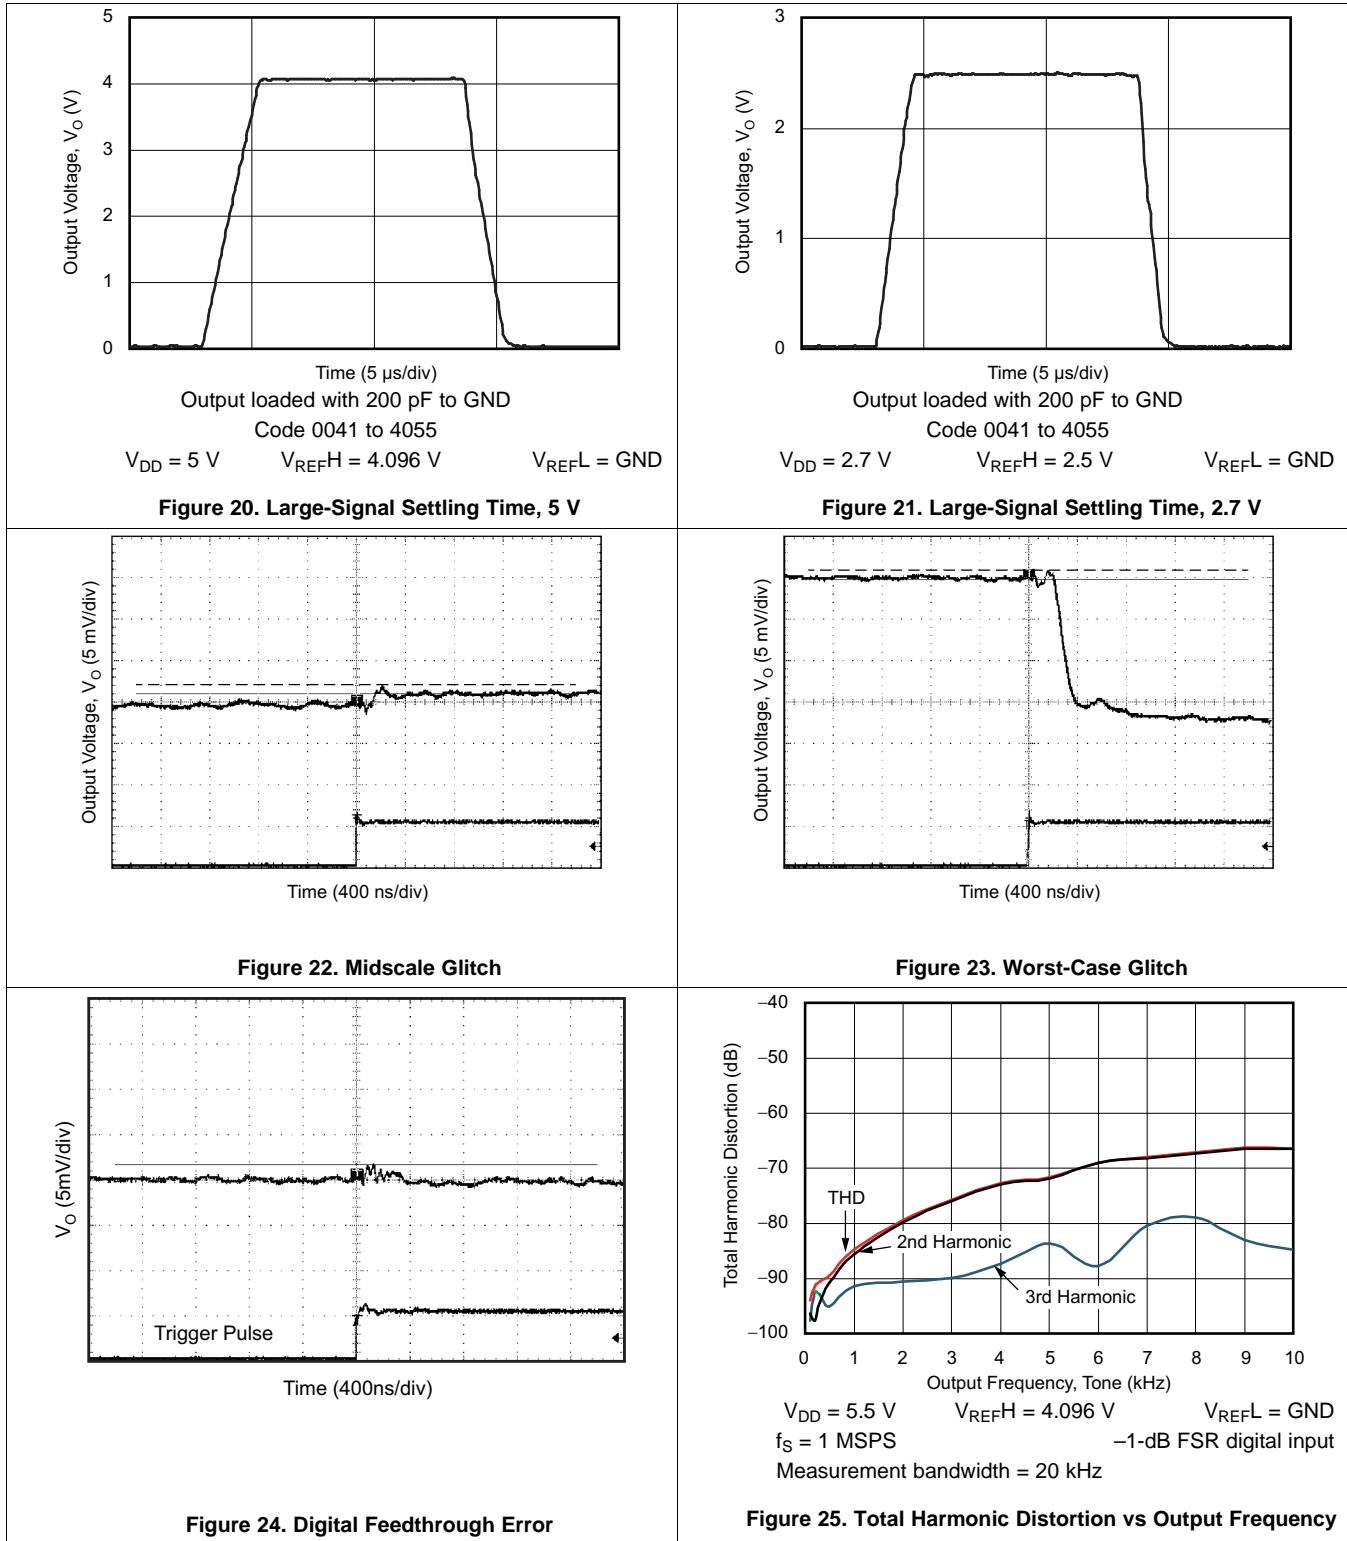 5
4
3
2
1
0
Output Voltage, VO (V)
Time (5 µs/div)
Output loaded with 200 pF to GND
Code 0041 to 4055
VDD = 5 V VREFH = 4.096 V VREFL = GND
Figure 20. Large-Signal Settling Time, 5 V
3
2
1
0
Output Voltage, VO (V)
Time (5 µs/div)
Output loaded with 200 pF to GND
Code 0041 to 4055
VDD = 2.7 V VREFH = 2.5 V VREFL = GND
Figure 21. Large-Signal Settling Time, 2.7 V
Output Voltage, VO (5 mV/div)
Time (400 ns/div)
Figure 22. Midscale Glitch
Output Voltage, VO (5 mV/div)
Time (400 ns/div)
Figure 23. Worst-Case Glitch
VO (5mV/div)
Trigger Pulse
Time (400ns/div)
Figure 24. Digital Feedthrough Error
–40
–50
–60
–70
–80
–90
–100
Total Harmonic Distortion (dB)
THD
2nd Harmonic
3rd Harmonic
0 1 2 3 4 5 6 7 8 9 10
Output Frequency, Tone (kHz)
VDD = 5.5 V VREFH = 4.096 V VREFL = GND
fS = 1 MSPS –1-dB FSR digital input
Measurement bandwidth = 20 kHz
Figure 25. Total Harmonic Distortion vs Output Frequency